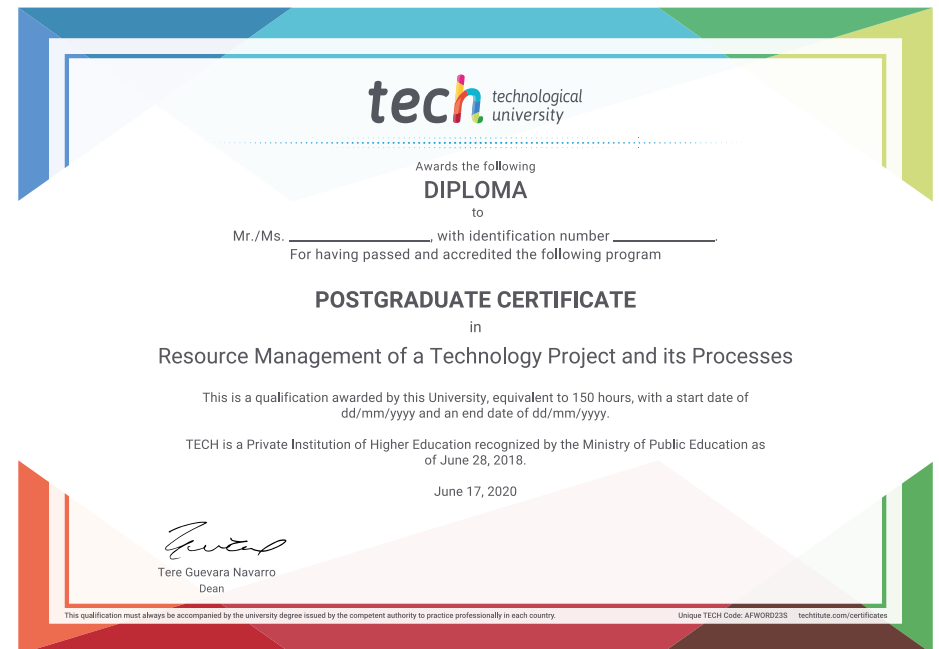 tech technological
university
Awards the following
DIPLOMA
to
Mr./Ms. ________________, with identification number ____________.
For having passed and accredited the following program
POSTGRADUATE CERTIFICATE
in
Resource Management of a Technology Project and its Processes
This is a qualification awarded by this University, equivalent to 150 hours, with a start date of
dd/mm/yyyy and an end date of dd/mm/yyyy.
TECH is a Private Institution of Higher Education recognized by the Ministry of Public Education as
of June 28, 2018.
June 17, 2020
Tere Guevara Navarro
Dean
This qualification must always be accompanied by the university degree issued by the competent authority to practice professionally in each country. Unique TECH Code: AFWORD23S techtitute.com/certificates